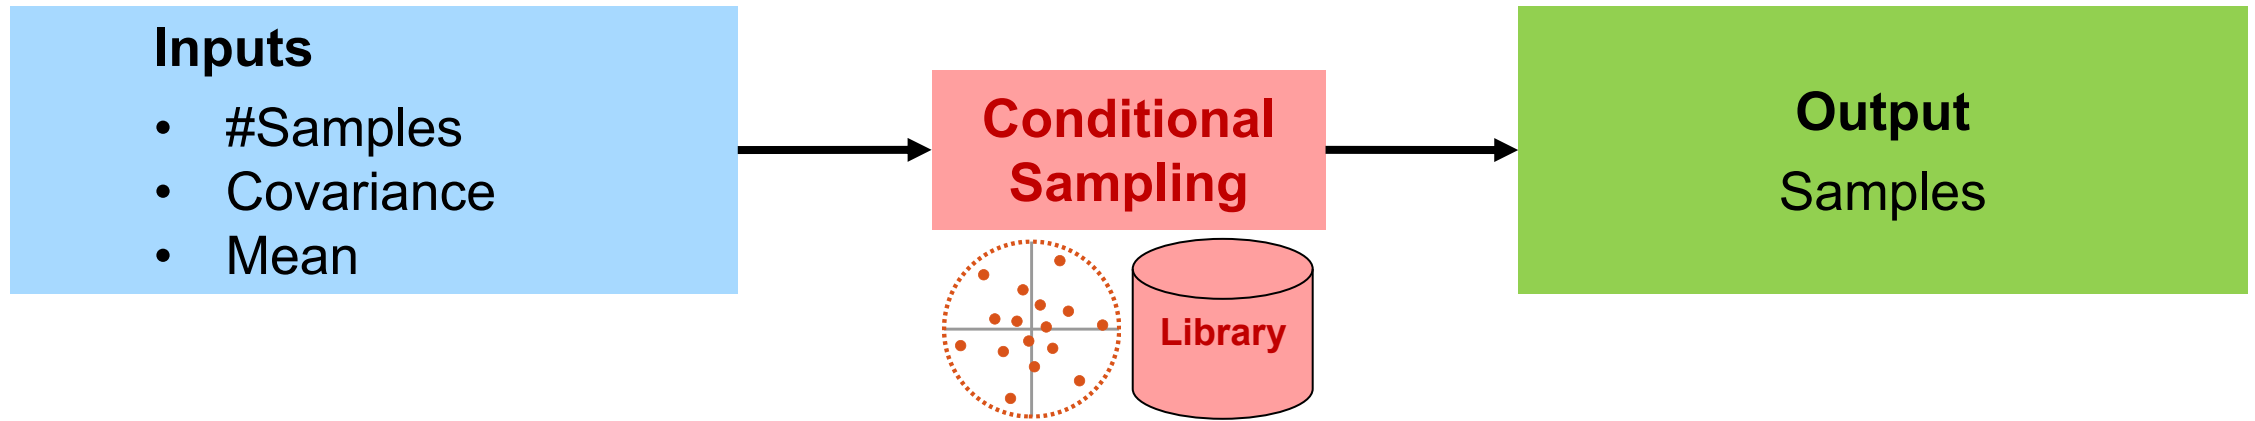 Inputs
• #Samples
• Covariance
• Mean
Conditional
Sampling
Library
Output
Samples